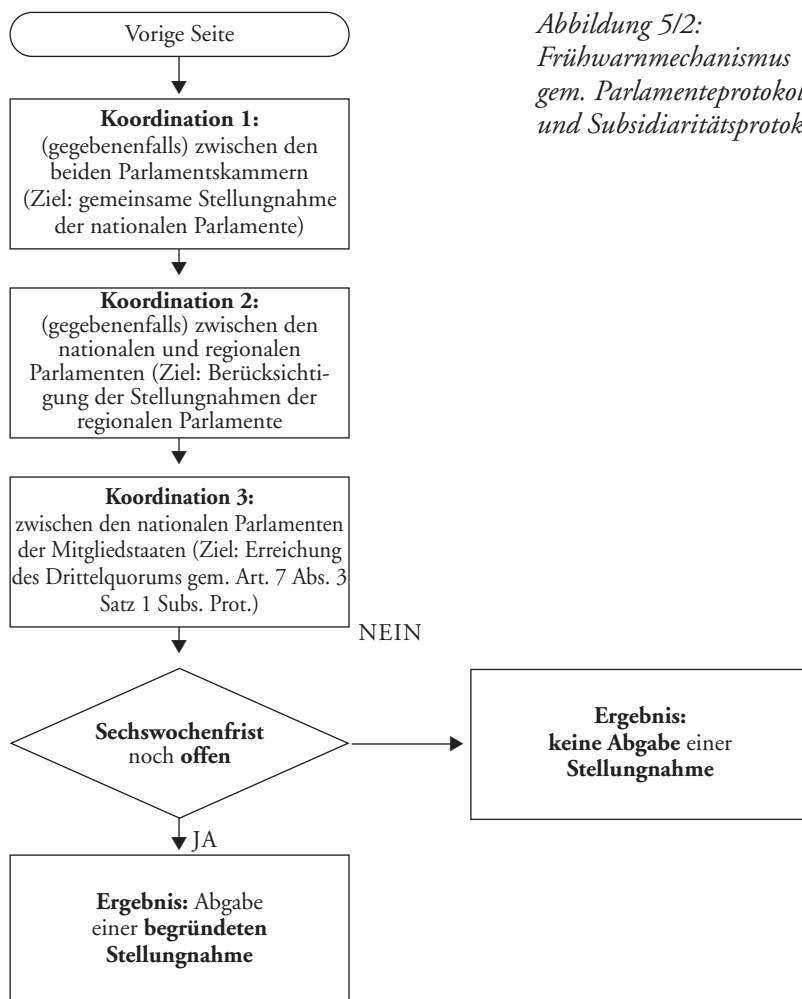 Vorige Seite
Abbildung 5/2:
Frühwarnmechanismus
gem. Parlamenteprotokol
und Subsidiaritätsprotok
Koordination 1:
(gegebenenfalls) zwischen den
beiden Parlamentskammern
(Ziel: gemeinsame Stellungnahme
der nationalen Parlamente)
Koordination 2:
(gegebenenfalls) zwischen den
nationalen und regionalen
Parlamenten (Ziel: Berücksichti-
gung der Stellungnahmen der
regionalen Parlamente
Koordination 3:
zwischen den nationalen Parlamenten
der Mitgliedstaaten (Ziel: Erreichung
des Drittelquorums gem. Art. 7 Abs. 3
Satz 1 Subs. Prot.)
NEIN
Sechswochenfrist
noch offen
Ergebnis:
keine Abgabe einer
Stellungnahme
JA
Ergebnis: Abgabe
einer begründeten
Stellungnahme